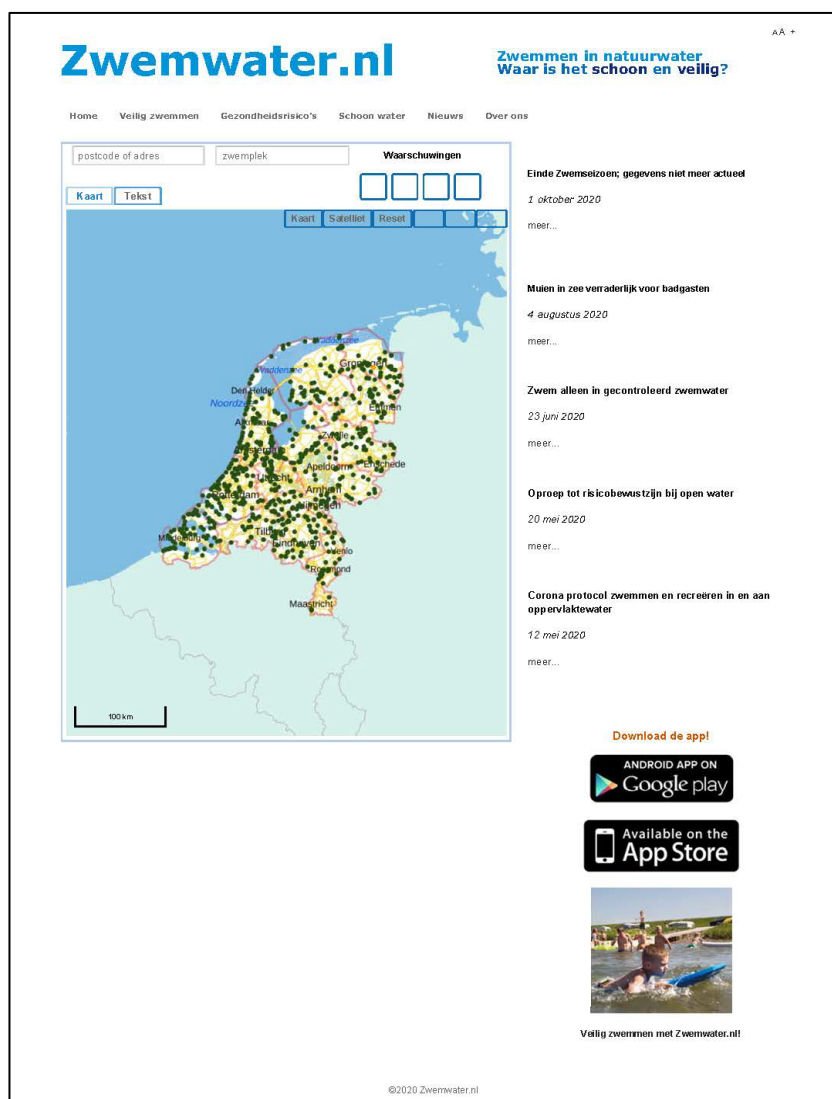 AA +
Zwemwater.nl
Zwemmen in natuurwater
Waar is het schoon en veilig?
Home Veilig zwemmen Gezondheidsrisico's Schoon water Nieuws Over ons
postcode of adres zwemplek Waarschuwingen
Kaart Tekst
Kaart Satelliet Reset
Waddenzee
Groningen
Waddenzee
Den Helder
Noordzee
Emmen
Alkmaar
Zwolle
Amsterdam
Apeldoorn
Enschede
Utrecht
Arnhem
Rotterdam
Nijmegen
Tilburg
Middelburg
Eindhoven
Venlo
Roermond
Maastricht
100 km
Einde Zwemseizoen; gegevens niet meer actueel
1 oktober 2020
meer...
Muien in zee verraderlijk voor badgasten
4 augustus 2020
meer...
Zwem alleen in gecontroleerd zwemwater
23 juni 2020
meer...
Oproep tot risicobewustzijn bij open water
20 mei 2020
meer...
Corona protocol zwemmen en recreëren in en aan
oppervlaktewater
12 mei 2020
meer...
Download de app!
ANDROID APP ON
Google play
Available on the
App Store
Veilig zwemmen met Zwemwater.nl!
©2020 Zwemwater.nl